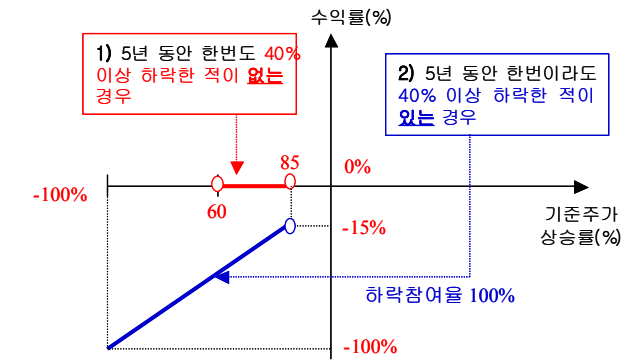 수익률(%)
1) 5년 동안 한번도 40%
이상 하락한 적이 없는
경우
2) 5년 동안 한번이라도
40% 이상 하락한 적이
있는 경우
85
0%
-100%
60
기준주가
상승률(%)
-15%
하락참여율 100%
-100%